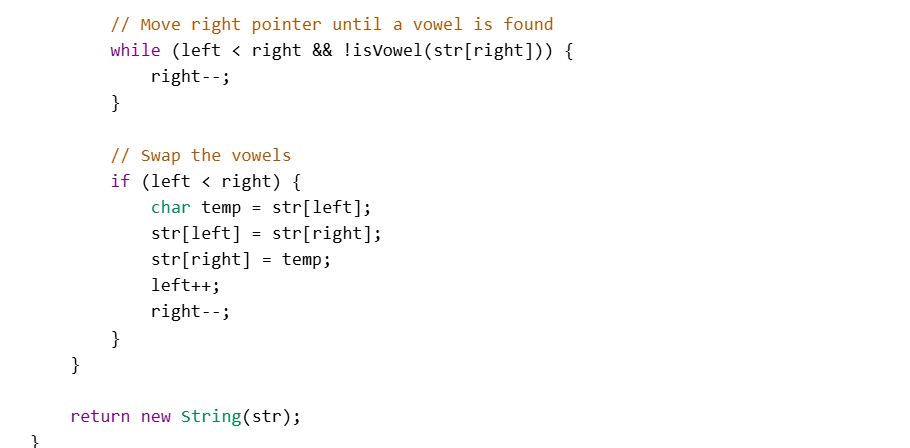 // Move right pointer until a vowel is found
while (left < right && !isVowel(str[right])) {
right--;
}
// Swap the vowels
if (left < right) {
char temp = str[left];
str[left] = str[right];
str[right] = temp;
left++;
right--;
}
}
return new String(str);
}